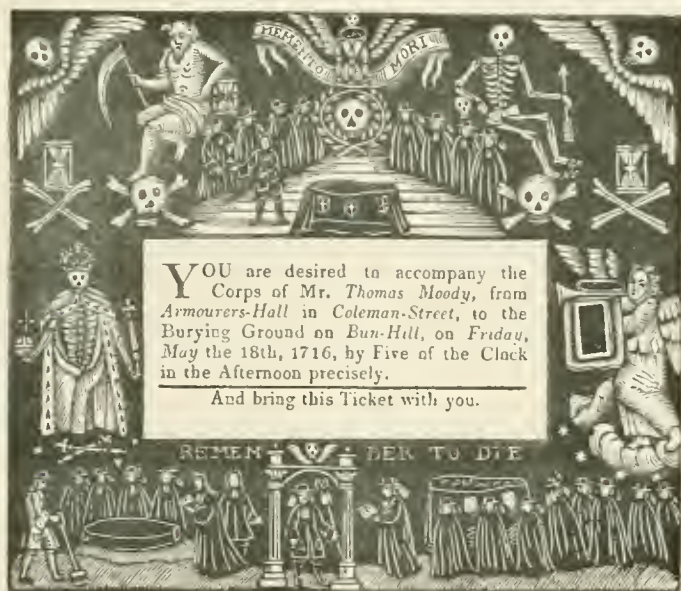 MEMENTO MORI
YOU are desired to accompany the
Corps of Mr. Thomas Moody, from
Armourers-Hall in Coleman-Street, to the
Burying Ground on Bun-Hill, on Friday,
May the 18th, 1716, by Five of the Clock
in the Afternoon precisely.
And bring this Ticket with you.
REMEMBER TO DIE